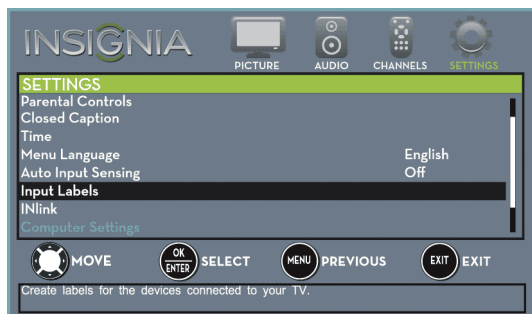 INSIGNIA
PICTURE AUDIO CHANNELS SETTINGS
SETTINGS
Parental Controls
Closed Caption
Time
Menu Language English
Auto Input Sensing Off
Input Labels
INlink
Computer Settings
MOVE OK ENTER SELECT MENU PREVIOUS EXIT EXIT
Create labels for the devices connected to your TV.